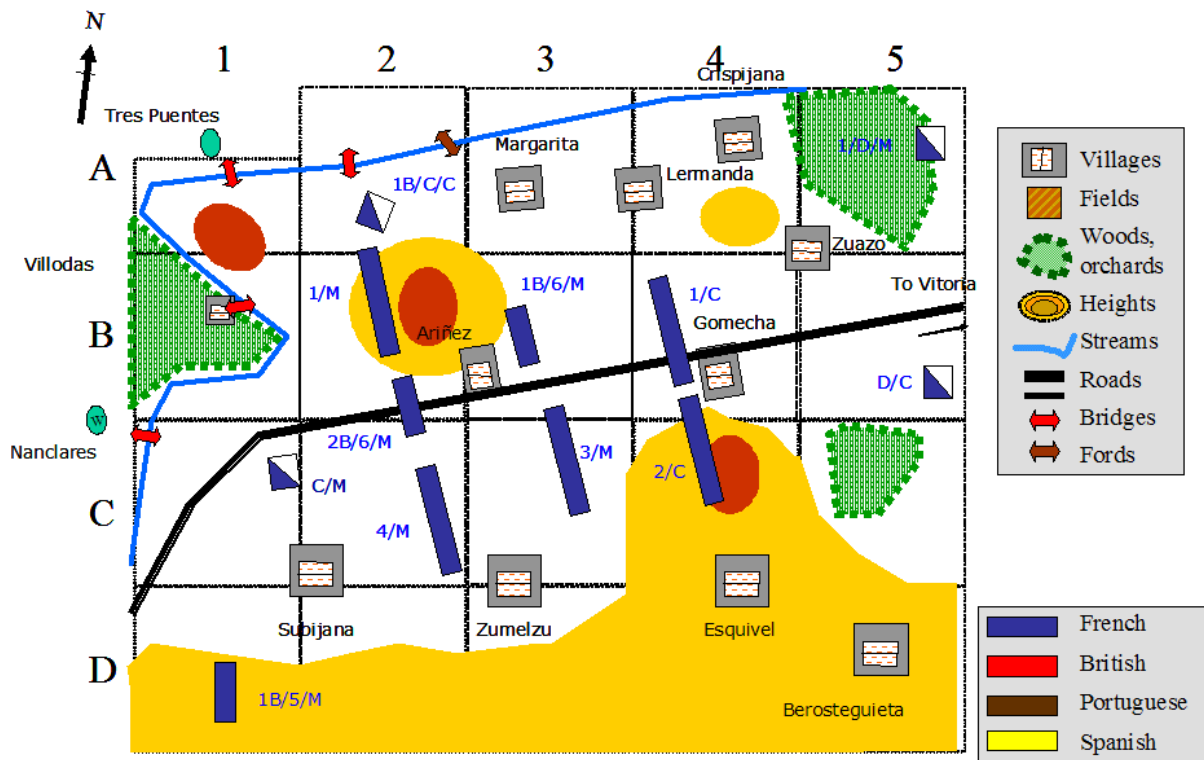 N
1
2
3
4
5
Crispijana
Tres Puentes
Margarita
A
1B/C/C
1/D/M
Lermanda
Zuazo
Villodas
1/M
1B/6/M
1/C
To Vitoria
Gomecha
B
Ariñez
D/C
W
Nanclares
2B/6/M
3/M
2/C
C/M
C
4/M
Subijana
Zumelzu
Esquivel
D
1B/5/M
Berosteguieta
Villages
Fields
Woods,
orchards
Heights
Streams
Roads
Bridges
Fords
French
British
Portuguese
Spanish